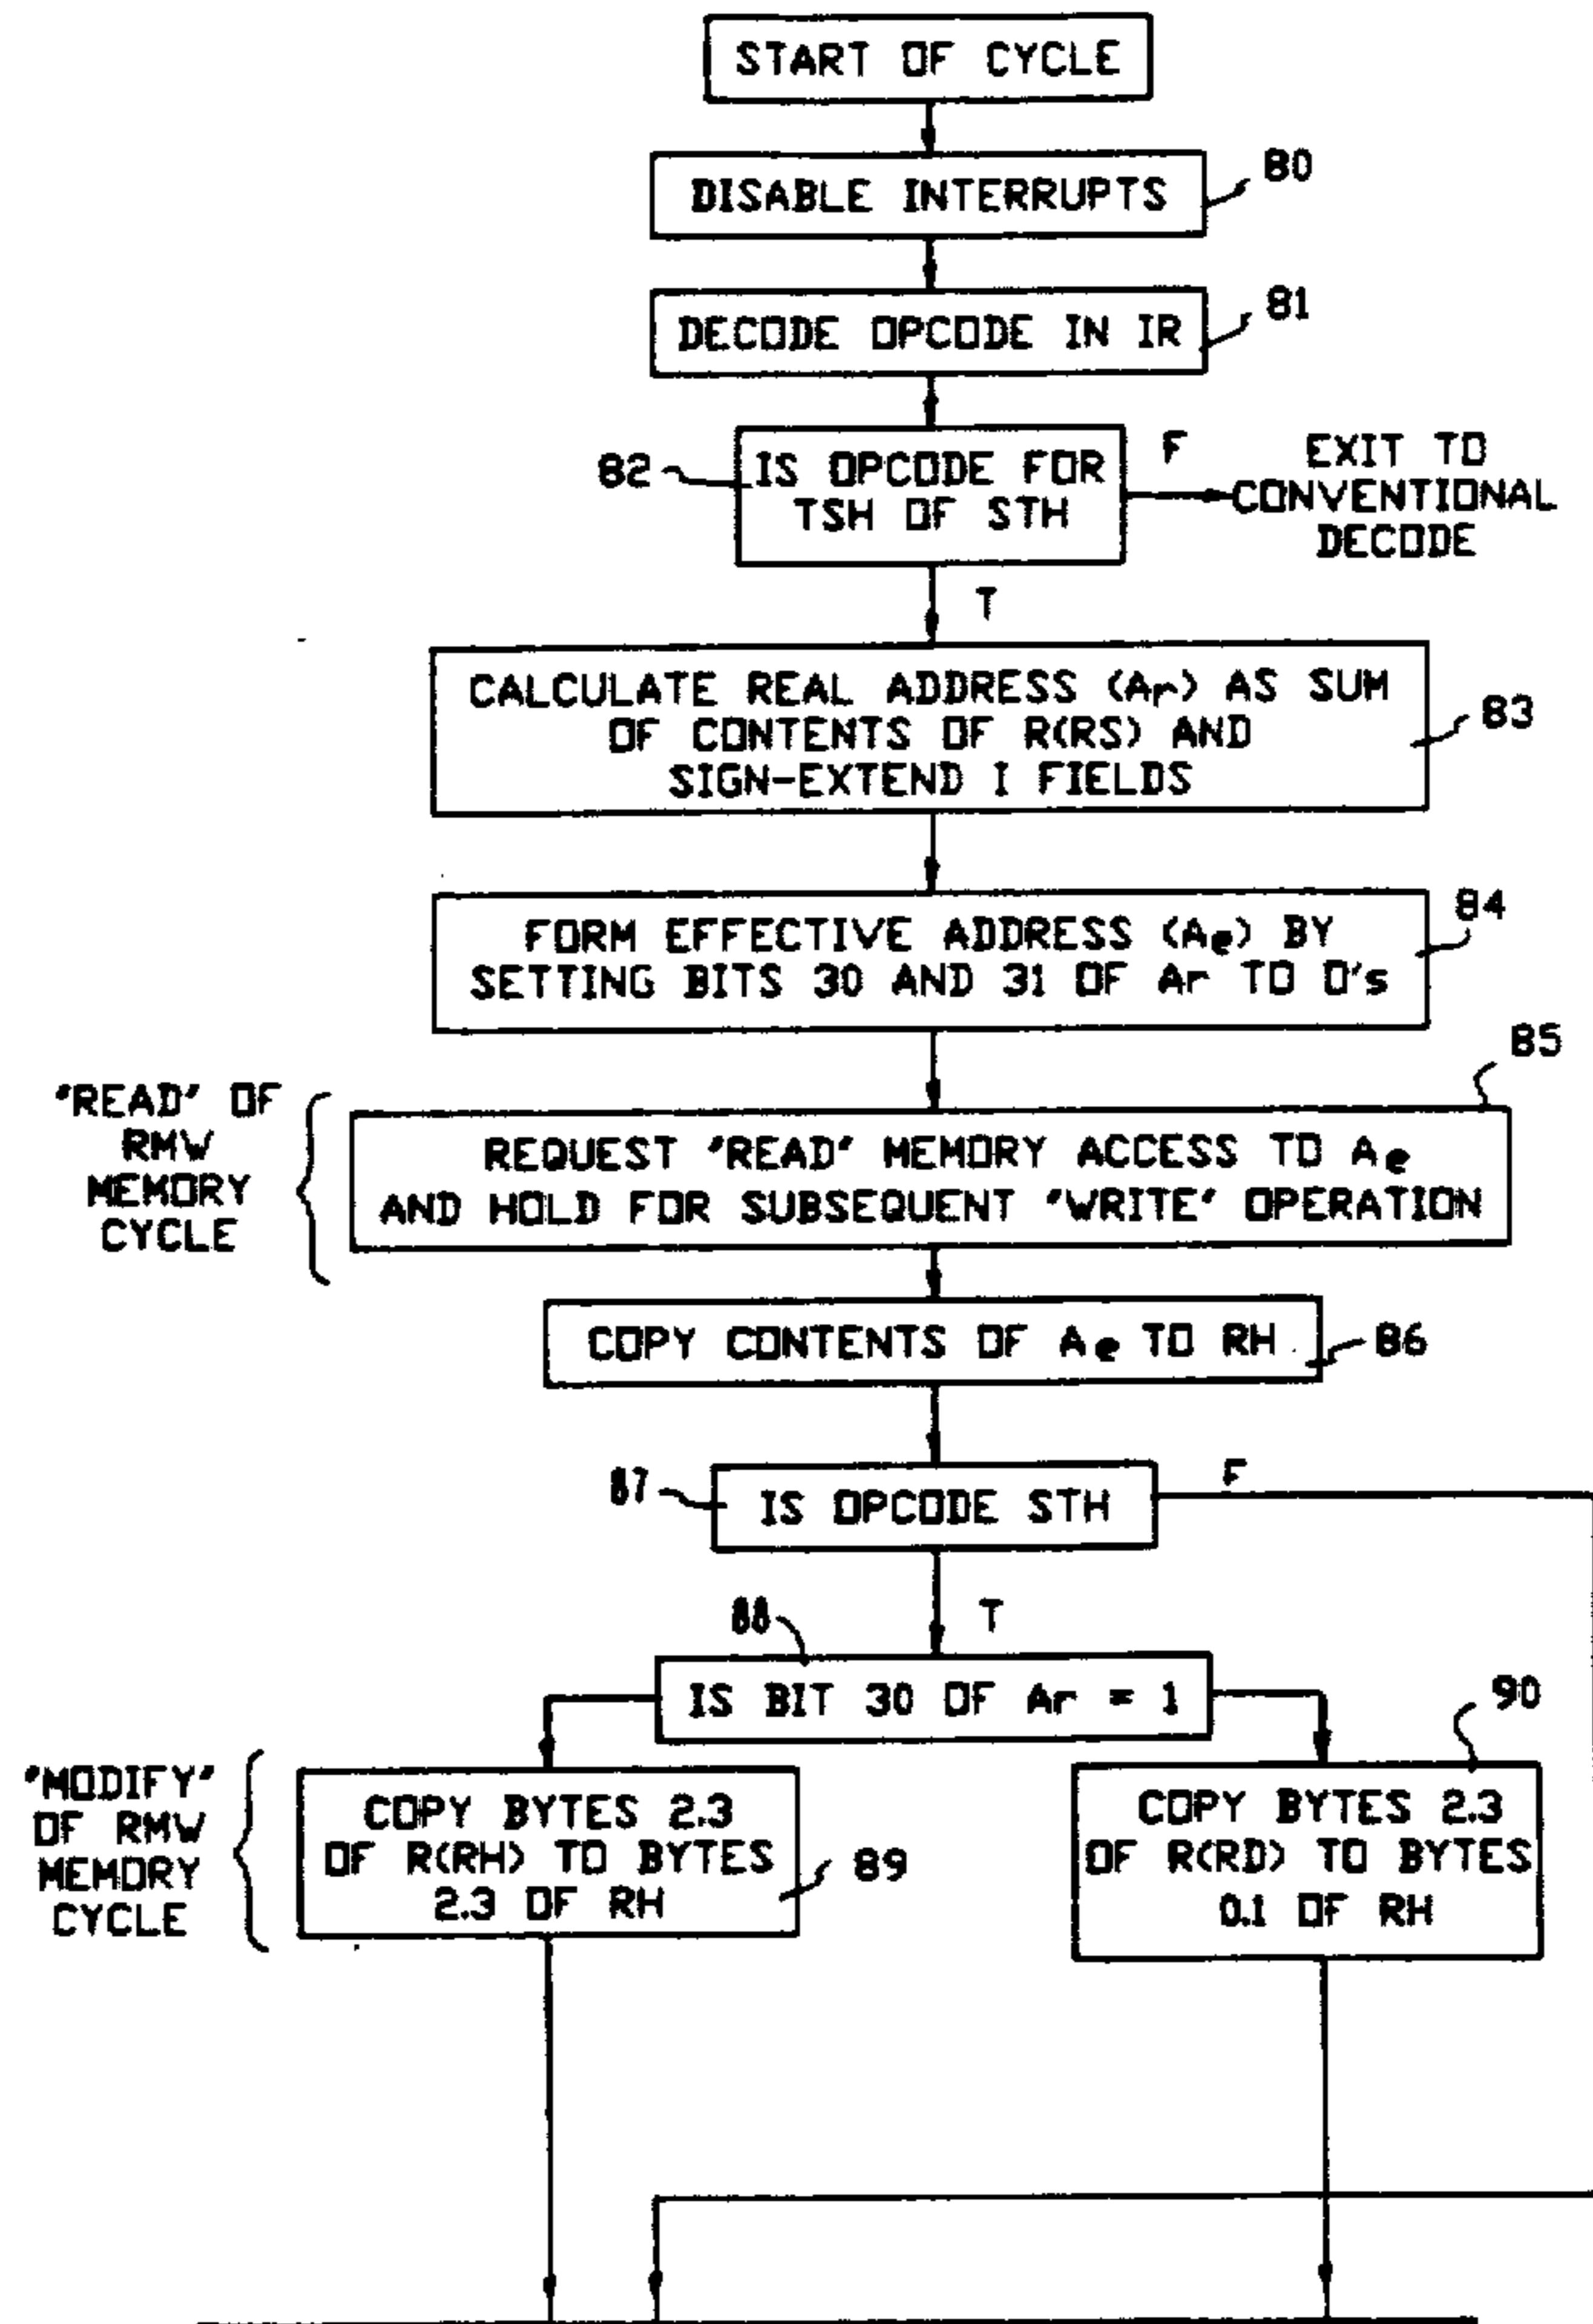 START OF CYCLE
DISABLE INTERRUPTS
80
DECODE OPCODE IN IR
81
82
IS OPCODE FOR
TSH OF STH
F
EXIT TO
CONVENTIONAL
DECODE
T
CALCULATE REAL ADDRESS (Ar) AS SUM
OF CONTENTS OF R(RS) AND
SIGN-EXTEND I FIELDS
83
FORM EFFECTIVE ADDRESS (Ae) BY
SETTING BITS 30 AND 31 OF Ar TO 0's
84
85
"READ" OF
RMW
MEMORY
CYCLE
REQUEST "READ" MEMORY ACCESS TO Ae
AND HOLD FOR SUBSEQUENT "WRITE" OPERATION
COPY CONTENTS OF Ae TO RH
86
87
IS OPCODE STH
F
88
T
IS BIT 30 OF Ar = 1
90
"MODIFY"
OF RMW
MEMORY
CYCLE
COPY BYTES 2.3
OF R(RH) TO BYTES
2.3 OF RH
89
COPY BYTES 2.3
OF R(RD) TO BYTES
0.1 OF RH